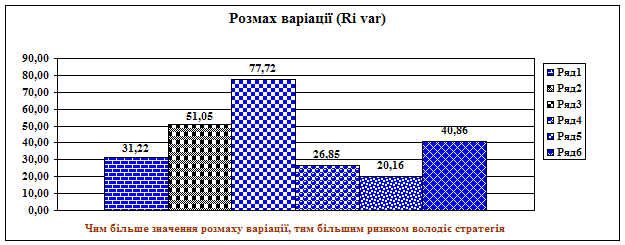 Розмах варіації (Ri var)
90,00
80,00
70,00
60,00
50,00
40,00
30,00
20,00
10,00
0,00
31,22
51,05
77,72
26,85
20,16
40,86
Ряд1
Ряд2
Ряд3
Ряд4
Ряд5
Ряд6
Чим більше значення розмаху варіації, тим більшим ризиком володіє стратегія